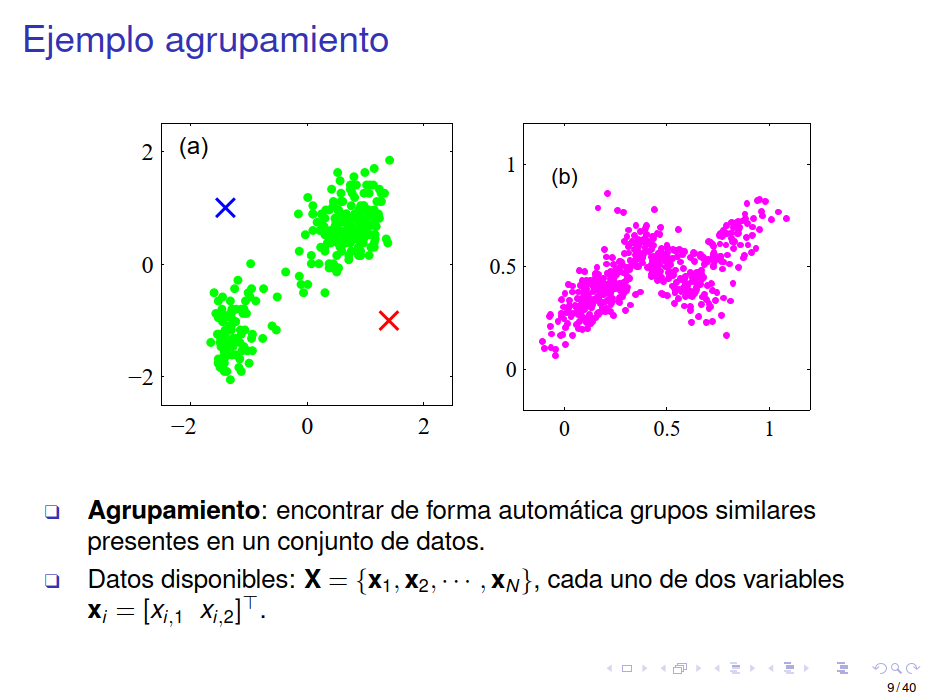 Ejemplo agrupamiento
(a)
2
0
−2
−2 0 2
(b)
1
0.5
0
0 0.5 1
Agrupamiento: encontrar de forma automática grupos similares
presentes en un conjunto de datos.
Datos disponibles: X = {x1, x2, · · · , xN}, cada uno de dos variables
xi = [xi,1 xi,2]⊤.
9 / 40